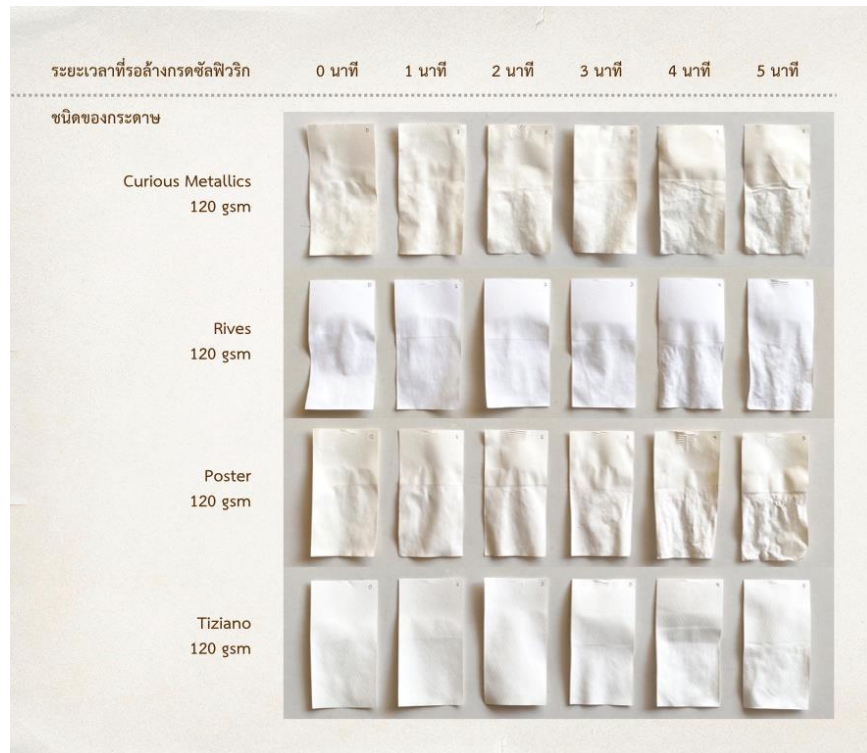 ระยะเวลาที่รอล้างกรดซัลฟิวริก 0 นาที 1 นาที 2 นาที 3 นาที 4 นาที 5 นาที
ชนิดของกระดาษ
Curious Metallics
120 gsm
Rives
120 gsm
Poster
120 gsm
Tiziano
120 gsm